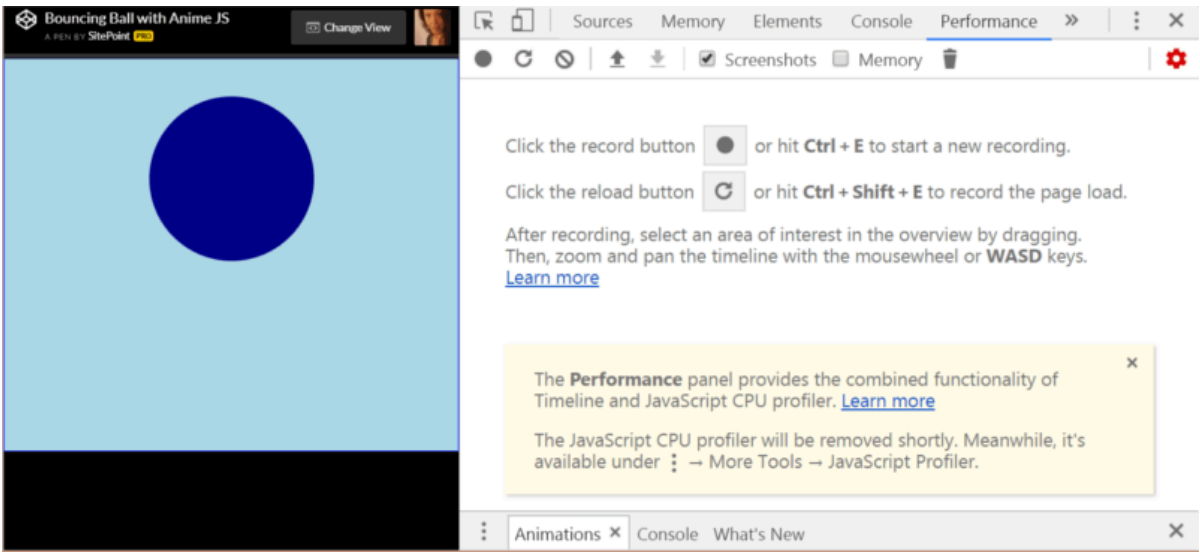 Bouncing Ball with Anime JS
A PEN BY SitePoint PRO
Change View
Sources Memory Elements Console Performance »
Screenshots Memory
Click the record button or hit Ctrl + E to start a new recording.
Click the reload button or hit Ctrl + Shift + E to record the page load.
After recording, select an area of interest in the overview by dragging.
Then, zoom and pan the timeline with the mousewheel or WASD keys.
Learn more
The Performance panel provides the combined functionality of
Timeline and JavaScript CPU profiler. Learn more
The JavaScript CPU profiler will be removed shortly. Meanwhile, it's
available under ⋮ → More Tools → JavaScript Profiler.
Animations × Console What's New